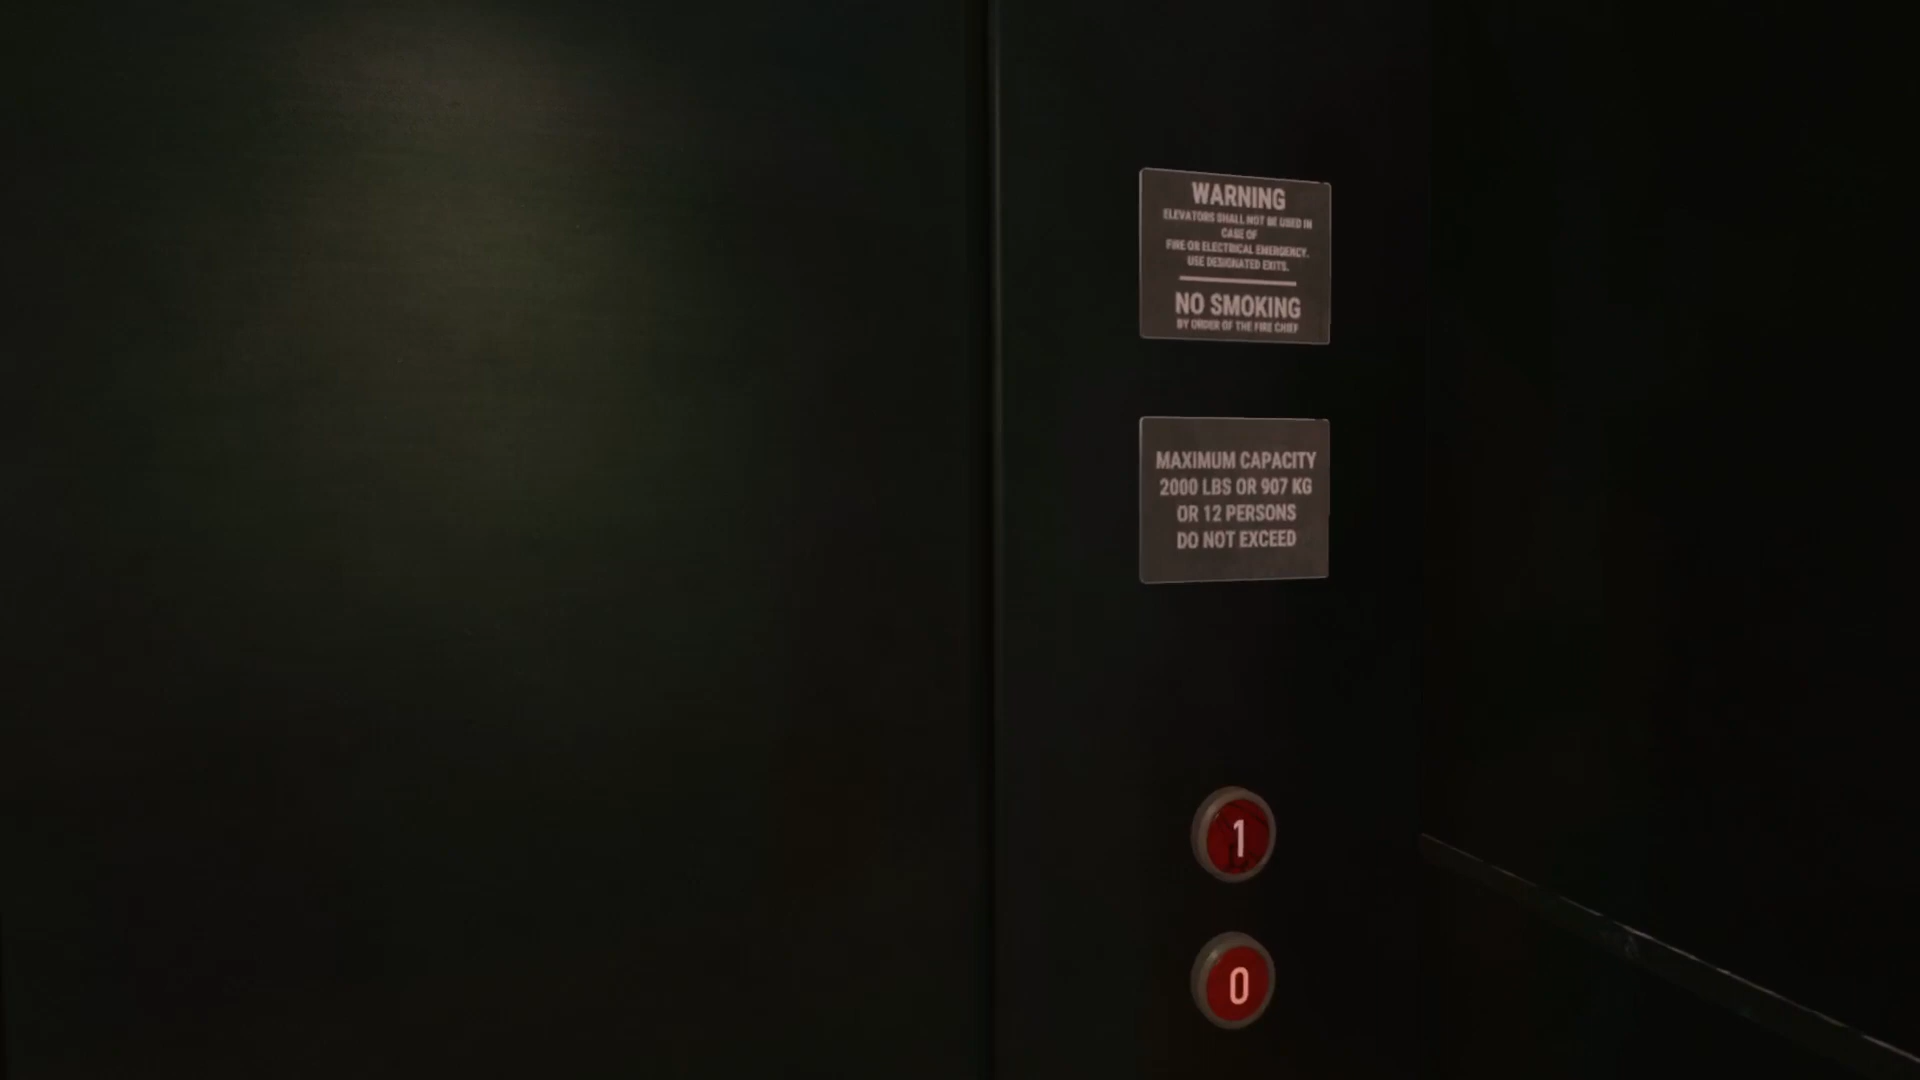 WARNING
ELEVATORS SHALL NOT BE USED IN
CASE OF
FIRE OR ELECTRICAL EMERGENCY.
USE DESIGNATED EXITS.
NO SMOKING
BY ORDER OF THE FIRE CHIEF
MAXIMUM CAPACITY
2000 LBS OR 907 KG
OR 12 PERSONS
DO NOT EXCEED
1
0